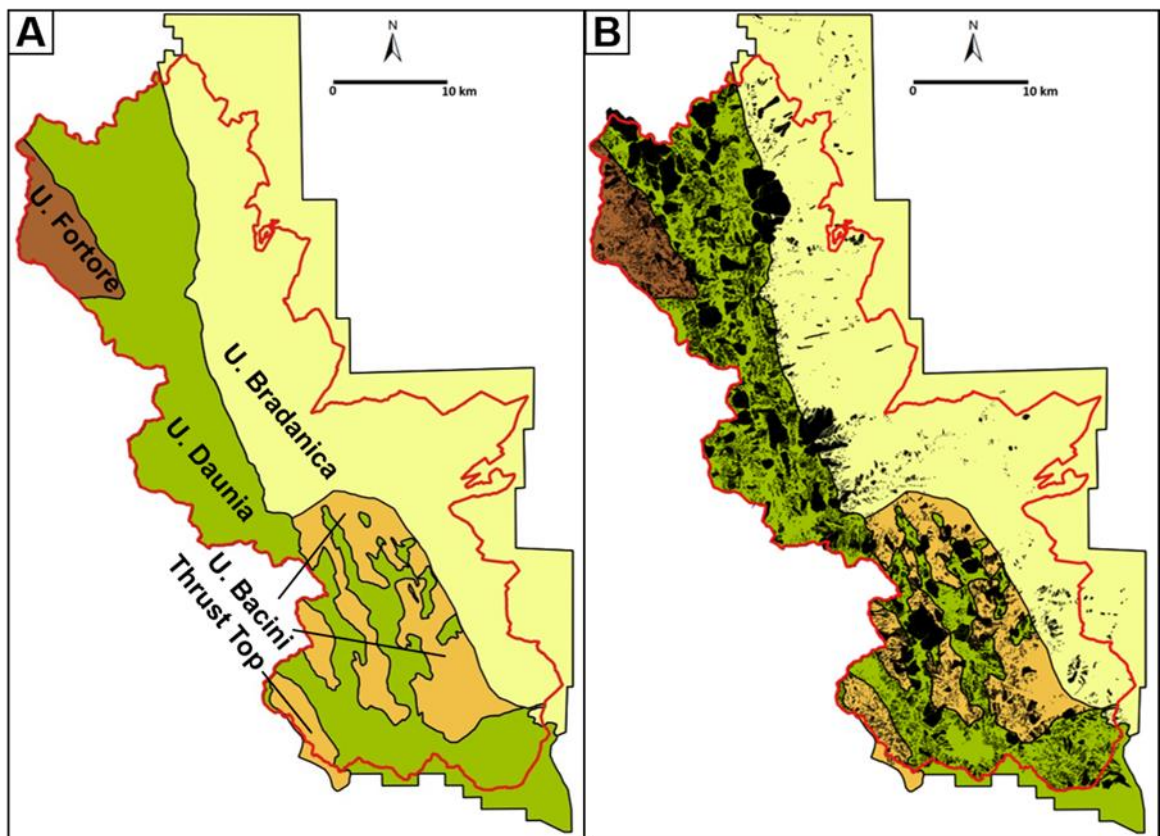 A
N
0 10 km
U. Fortore
U. Bradanica
U. Daunia
U. Bacini
Thrust Top
B
N
0 10 km